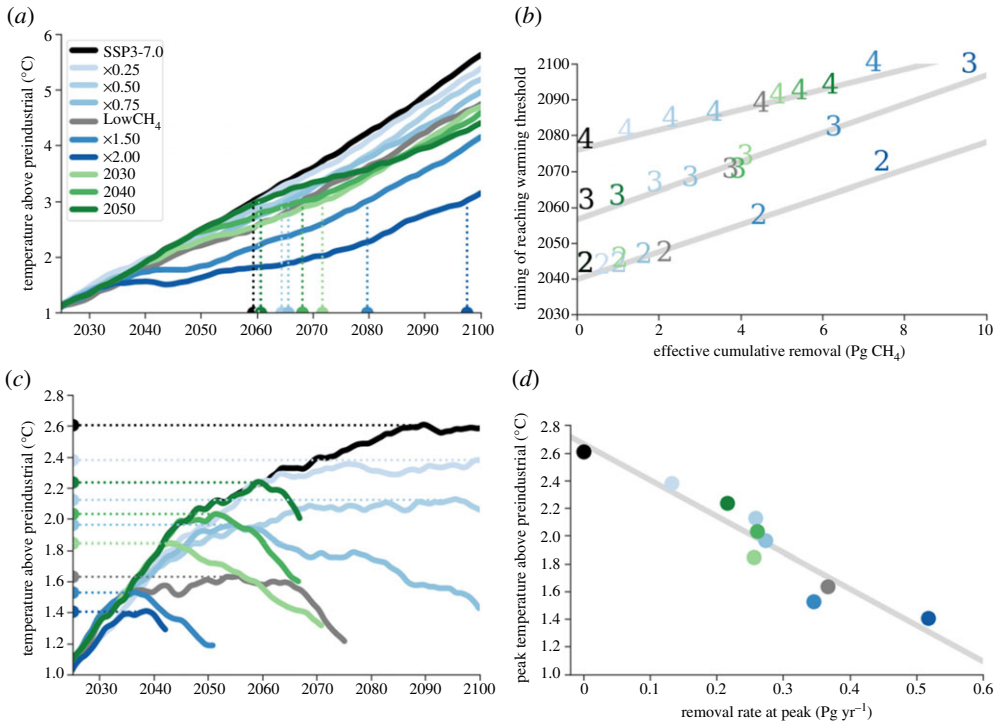 (a)
temperature above preindustrial (°C)
6
5
4
3
2
1
SSP3-7.0
×0.25
×0.50
×0.75
LowCH₄
×1.50
×2.00
2030
2040
2050
2030 2040 2050 2060 2070 2080 2090 2100
(b)
timing of reaching warming threshold
2100
2090
2080
2070
2060
2050
2040
2030
4 4 4 4 4 4 4 4 4
3 3 3 3 3 3 3 3 3
2 2 2 2 2 2 2 2
0 2 4 6 8 10
effective cumulative removal (Pg CH₄)
(c)
temperature above preindustrial (°C)
2.8
2.6
2.4
2.2
2.0
1.8
1.6
1.4
1.2
1.0
2030 2040 2050 2060 2070 2080 2090 2100
(d)
peak temperature above preindustrial (°C)
2.8
2.6
2.4
2.2
2.0
1.8
1.6
1.4
1.2
1.0
0 0.1 0.2 0.3 0.4 0.5 0.6
removal rate at peak (Pg yr⁻¹)